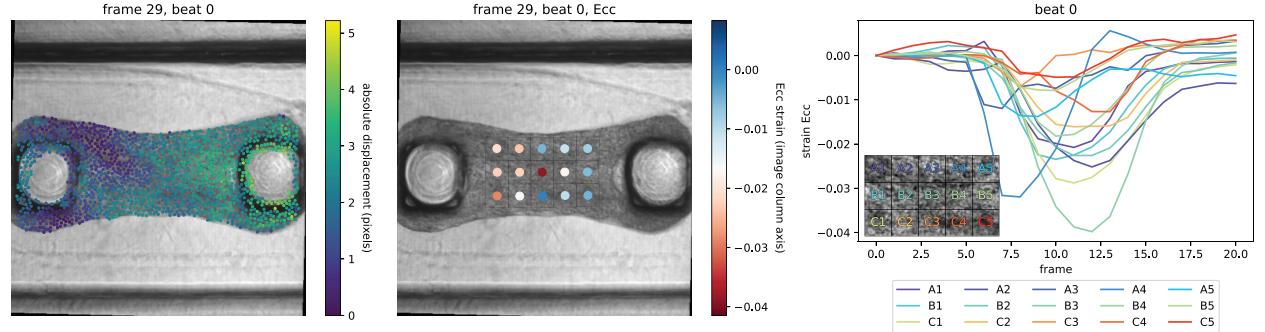 frame 29, beat 0
5
4
3
2
1
0
absolute displacement (pixels)
frame 29, beat 0, Ecc
0.00
−0.01
−0.02
−0.03
−0.04
Ecc strain (image column axis)
beat 0
0.00
−0.01
−0.02
−0.03
−0.04
strain Ecc
A1 A2 A3 A4 A5
B1 B2 B3 B4 B5
C1 C2 C3 C4 C5
0.0 2.5 5.0 7.5 10.0 12.5 15.0 17.5 20.0
frame
A1 A2 A3 A4 A5
B1 B2 B3 B4 B5
C1 C2 C3 C4 C5